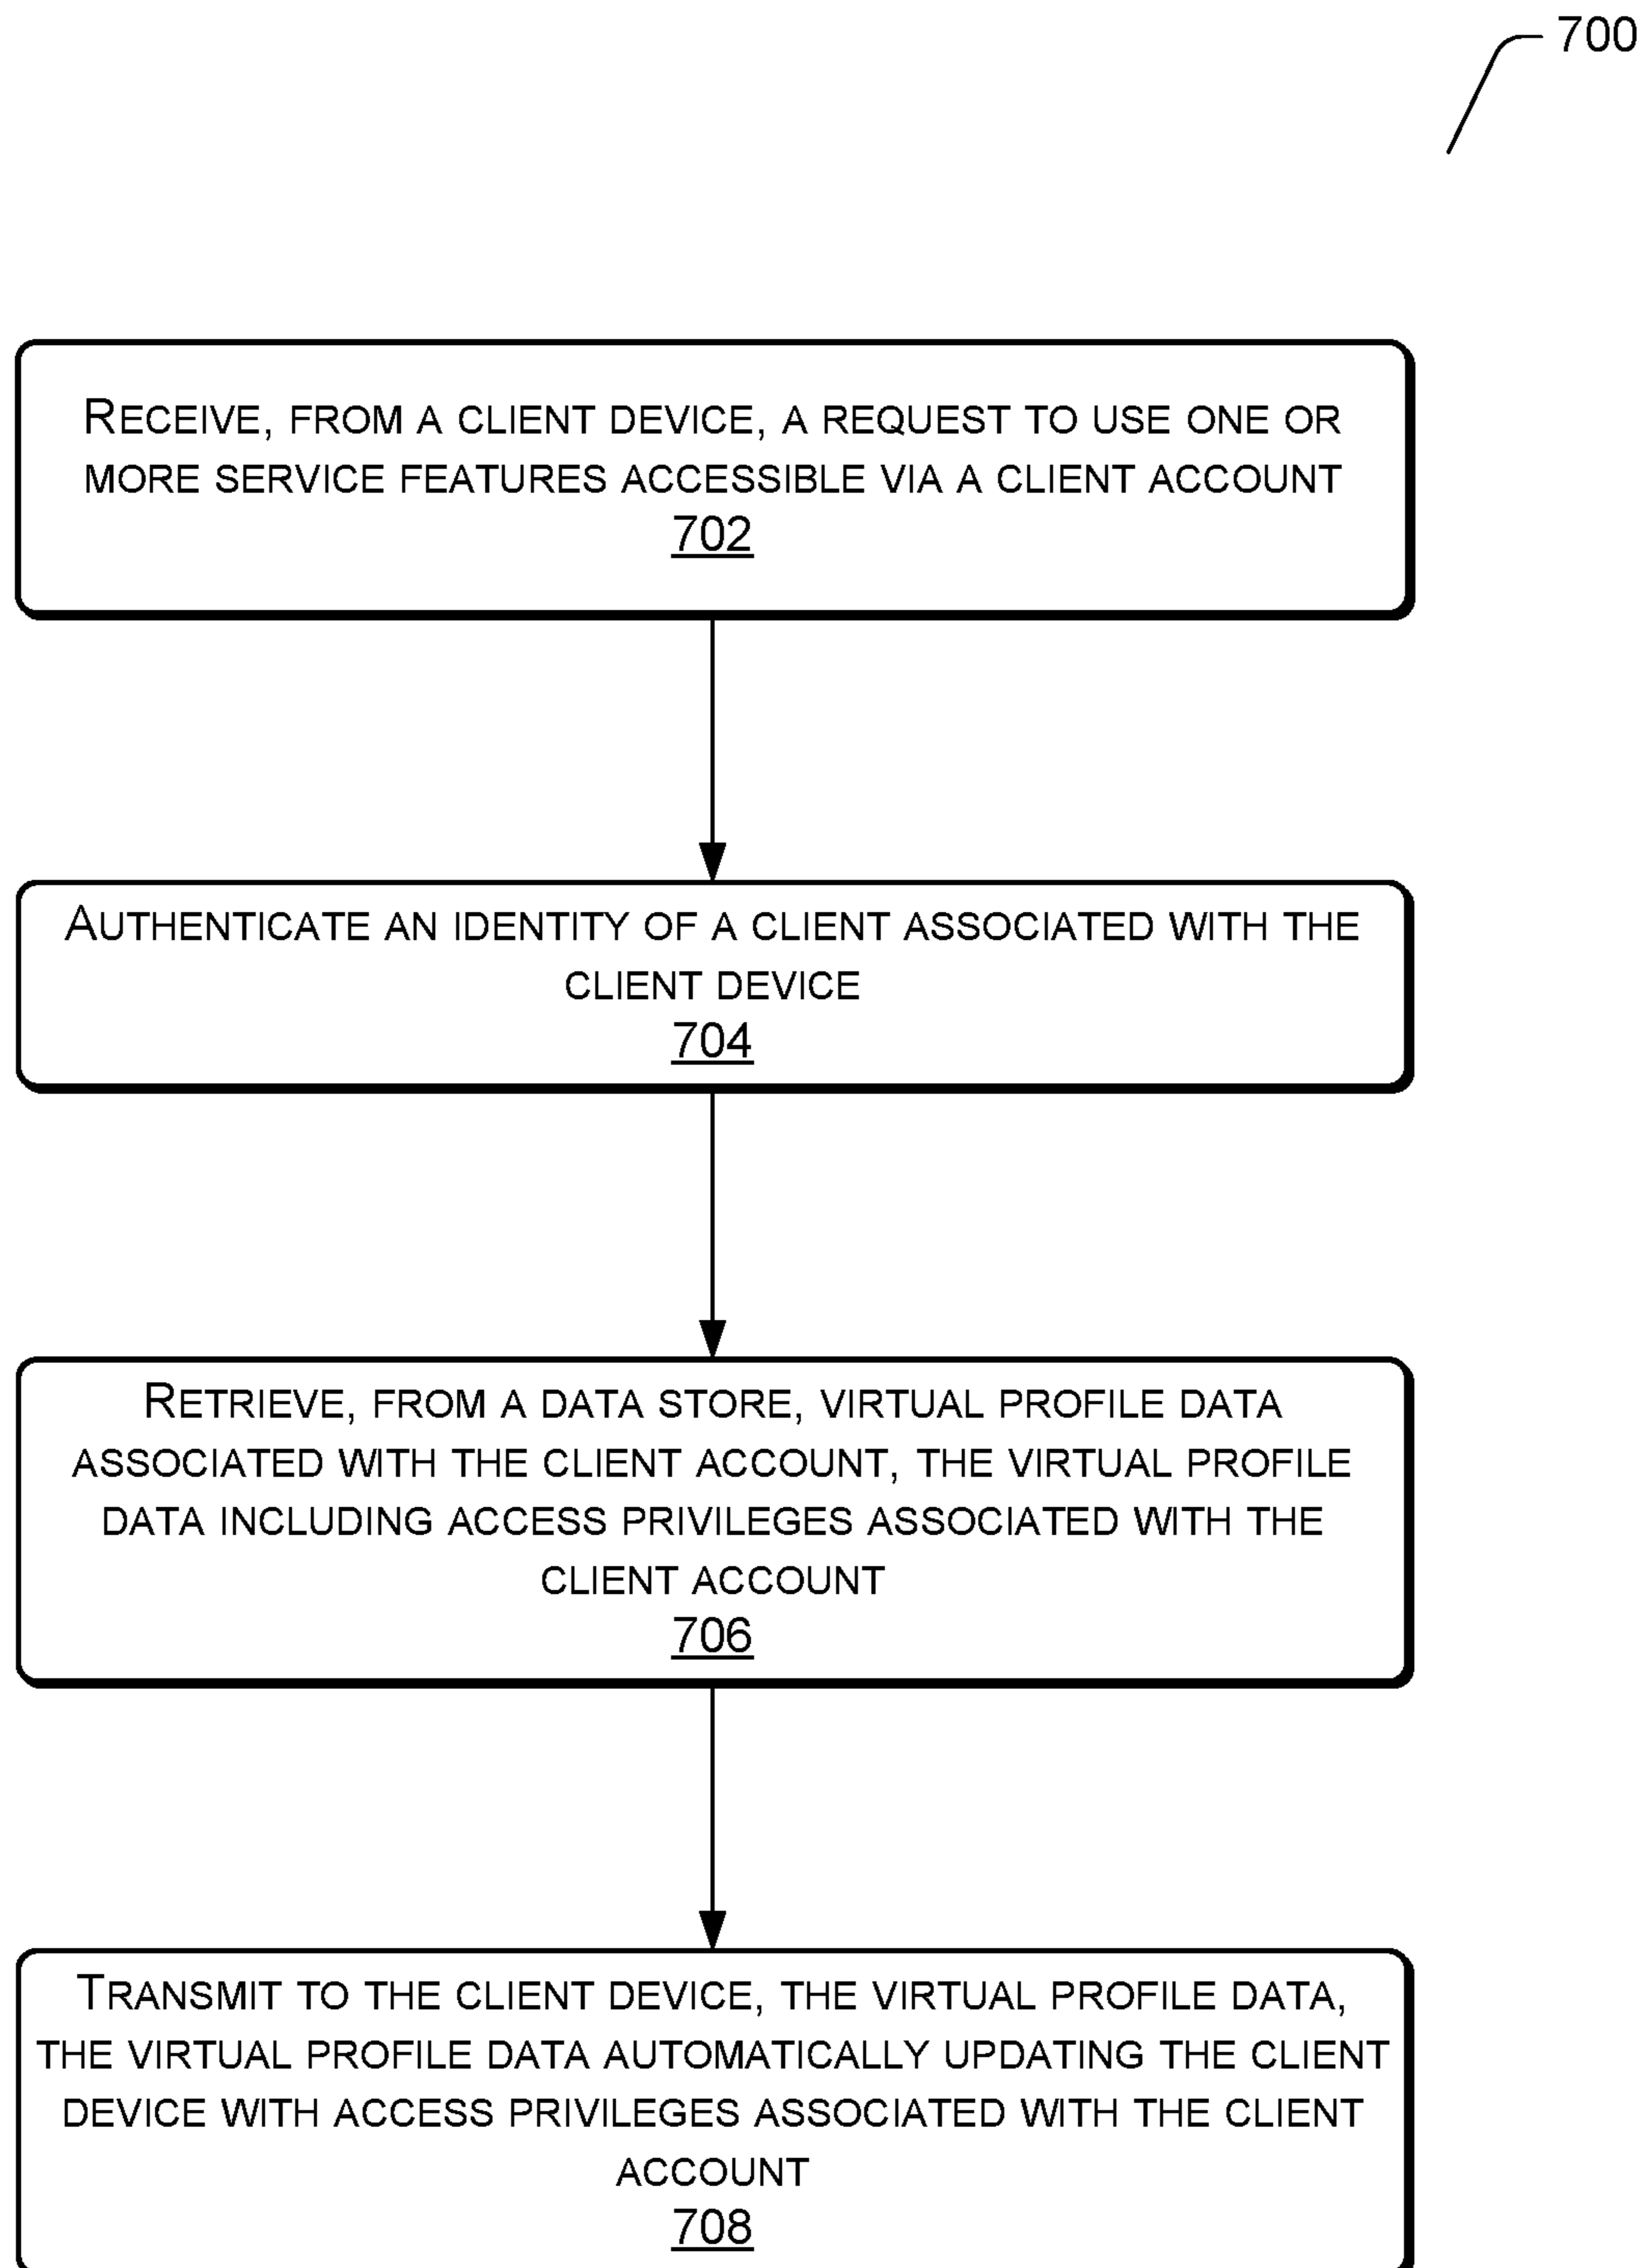 700
RECEIVE, FROM A CLIENT DEVICE, A REQUEST TO USE ONE OR
MORE SERVICE FEATURES ACCESSIBLE VIA A CLIENT ACCOUNT
702
AUTHENTICATE AN IDENTITY OF A CLIENT ASSOCIATED WITH THE
CLIENT DEVICE
704
RETRIEVE, FROM A DATA STORE, VIRTUAL PROFILE DATA
ASSOCIATED WITH THE CLIENT ACCOUNT, THE VIRTUAL PROFILE
DATA INCLUDING ACCESS PRIVILEGES ASSOCIATED WITH THE
CLIENT ACCOUNT
706
TRANSMIT TO THE CLIENT DEVICE, THE VIRTUAL PROFILE DATA,
THE VIRTUAL PROFILE DATA AUTOMATICALLY UPDATING THE CLIENT
DEVICE WITH ACCESS PRIVILEGES ASSOCIATED WITH THE CLIENT
ACCOUNT
708